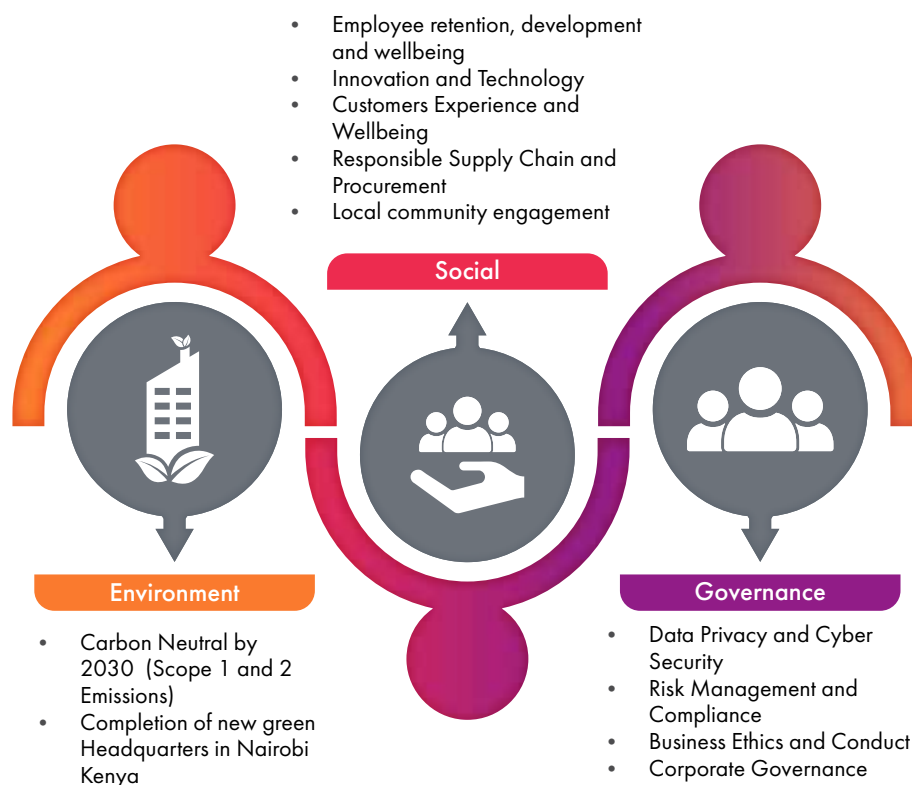 • Employee retention, development
and wellbeing
• Innovation and Technology
• Customers Experience and
Wellbeing
• Responsible Supply Chain and
Procurement
• Local community engagement
Social
Environment
• Carbon Neutral by
2030 (Scope 1 and 2
Emissions)
• Completion of new green
Headquarters in Nairobi
Kenya
Governance
• Data Privacy and Cyber
Security
• Risk Management and
Compliance
• Business Ethics and Conduct
• Corporate Governance